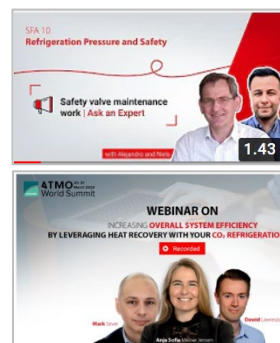 SFA 10
Refrigeration Pressure and Safety
Safety valve maintenance
work | Ask an Expert
with Alejandro and Niels
1.43
ATMO
World Summit
WEBINAR ON
INCREASING OVERALL SYSTEM EFFICIENCY
BY LEVERAGING HEAT RECOVERY WITH YOUR CO₂ REFRIGERATIO
Recorded
Mark
David
Anja Sofie